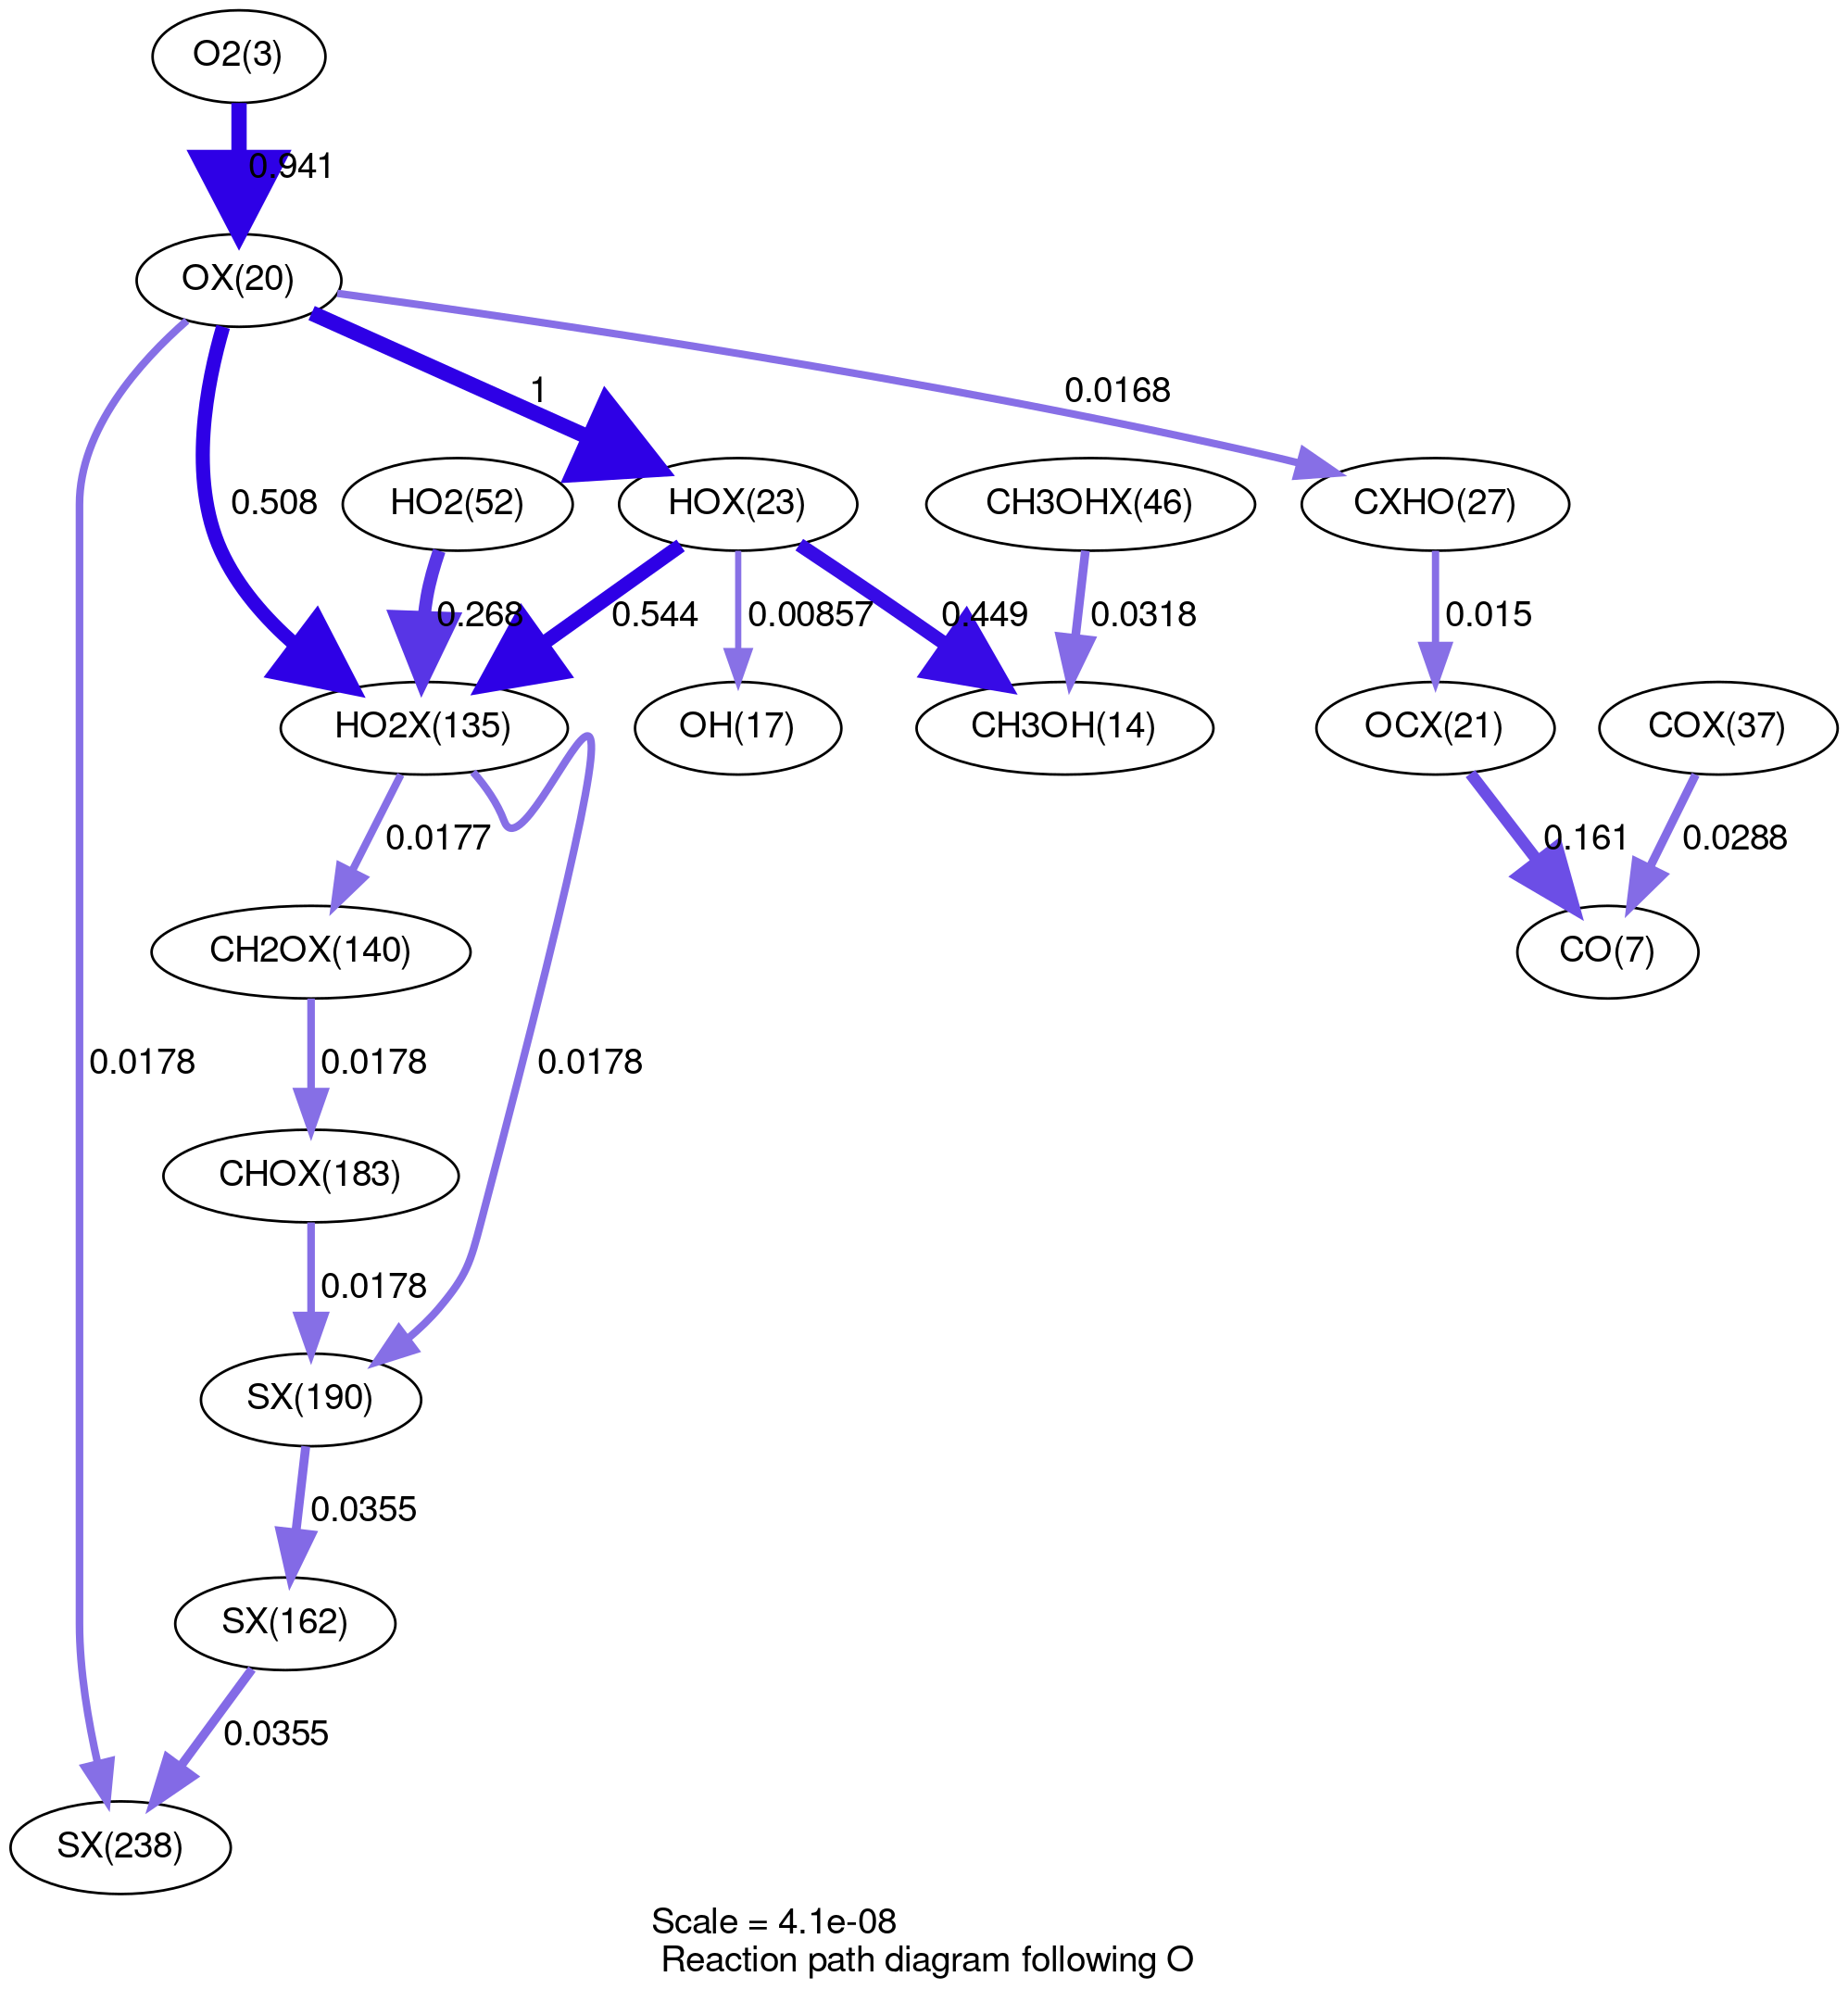 O2(3)
0.941
OX(20)
1
0.0168
0.508
HO2(52)
HOX(23)
CH3OHX(46)
CXHO(27)
0.268
0.544
0.00857
0.449
0.0318
0.015
HO2X(135)
OH(17)
CH3OH(14)
OCX(21)
COX(37)
0.0177
0.161
0.0288
CH2OX(140)
CO(7)
0.0178
0.0178
0.0178
CHOX(183)
0.0178
SX(190)
0.0355
SX(162)
0.0355
SX(238)
Scale = 4.1e-08
Reaction path diagram following O